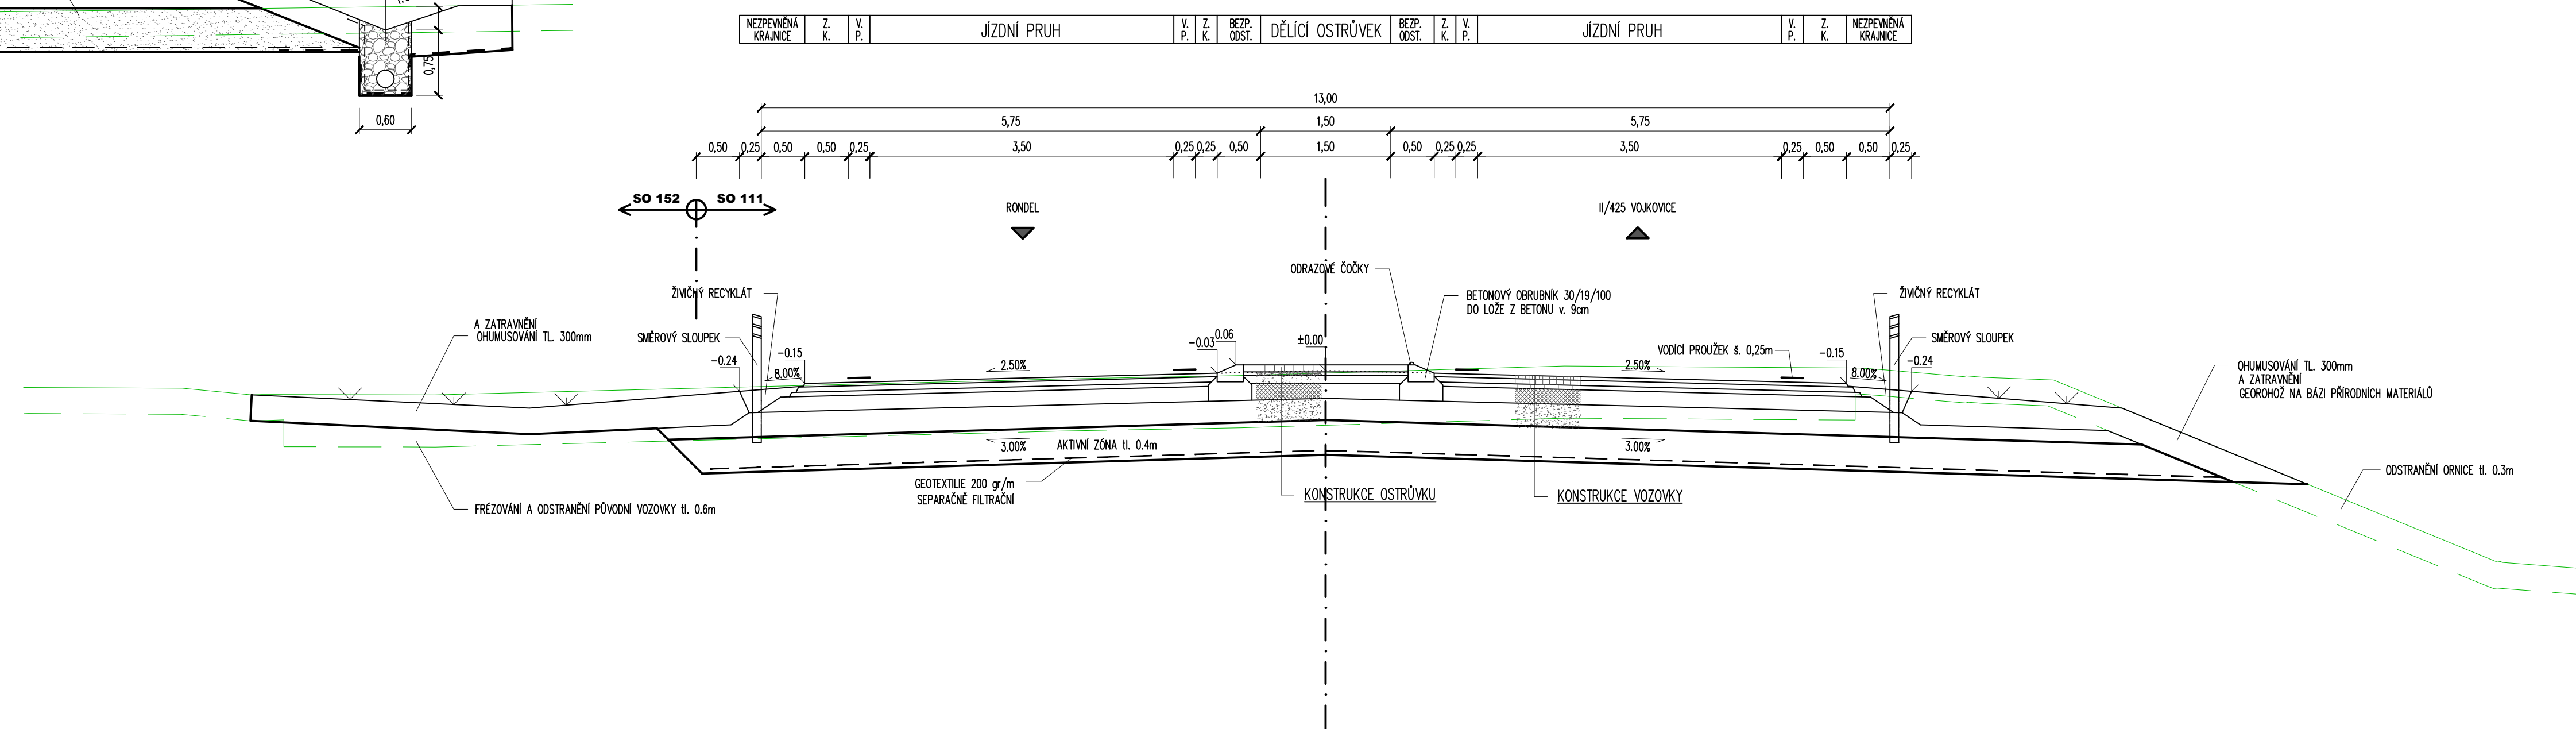 NEZPEVNĚNÁ KRAJNICE
Z. K.
V. P.
JÍZDNÍ PRUH
V. P.
Z. K.
BEZP. ODST.
DĚLÍCÍ OSTRŮVEK
BEZP. ODST.
Z. K.
V. P.
JÍZDNÍ PRUH
V. P.
Z. K.
NEZPEVNĚNÁ KRAJNICE
0,75
0,60
13,00
5,75 1,50 5,75
0,50 0,25 0,50 0,50 0,25 3,50 0,25 0,25 0,50 1,50 0,50 0,25 0,25 3,50 0,25 0,50 0,50 0,25
SO 152 SO 111
RONDEL
II/425 VOJKOVICE
ODRAZOVÉ ČOČKY
ŽIVIČNÝ RECYKLÁT
BETONOVÝ OBRUBNÍK 30/19/100
DO LOŽE Z BETONU v. 9cm
ŽIVIČNÝ RECYKLÁT
A ZATRAVNĚNÍ
OHUMUSOVÁNÍ TL. 300mm
SMĚROVÝ SLOUPEK
-0.24
-0.15
8.00%
2.50%
-0.03
0.06
±0.00
VODÍCÍ PROUŽEK š. 0,25m
2.50%
-0.15
8.00%
-0.24
SMĚROVÝ SLOUPEK
OHUMUSOVÁNÍ TL. 300mm
A ZATRAVNĚNÍ
GEOROHOŽ NA BÁZI PŘÍRODNÍCH MATERIÁLŮ
3.00%
AKTIVNÍ ZÓNA tl. 0.4m
3.00%
ODSTRANĚNÍ ORNICE tl. 0.3m
GEOTEXTILIE 200 gr/m
SEPARAČNĚ FILTRAČNÍ
KONSTRUKCE OSTRŮVKU
KONSTRUKCE VOZOVKY
FRÉZOVÁNÍ A ODSTRANĚNÍ PŮVODNÍ VOZOVKY tl. 0.6m